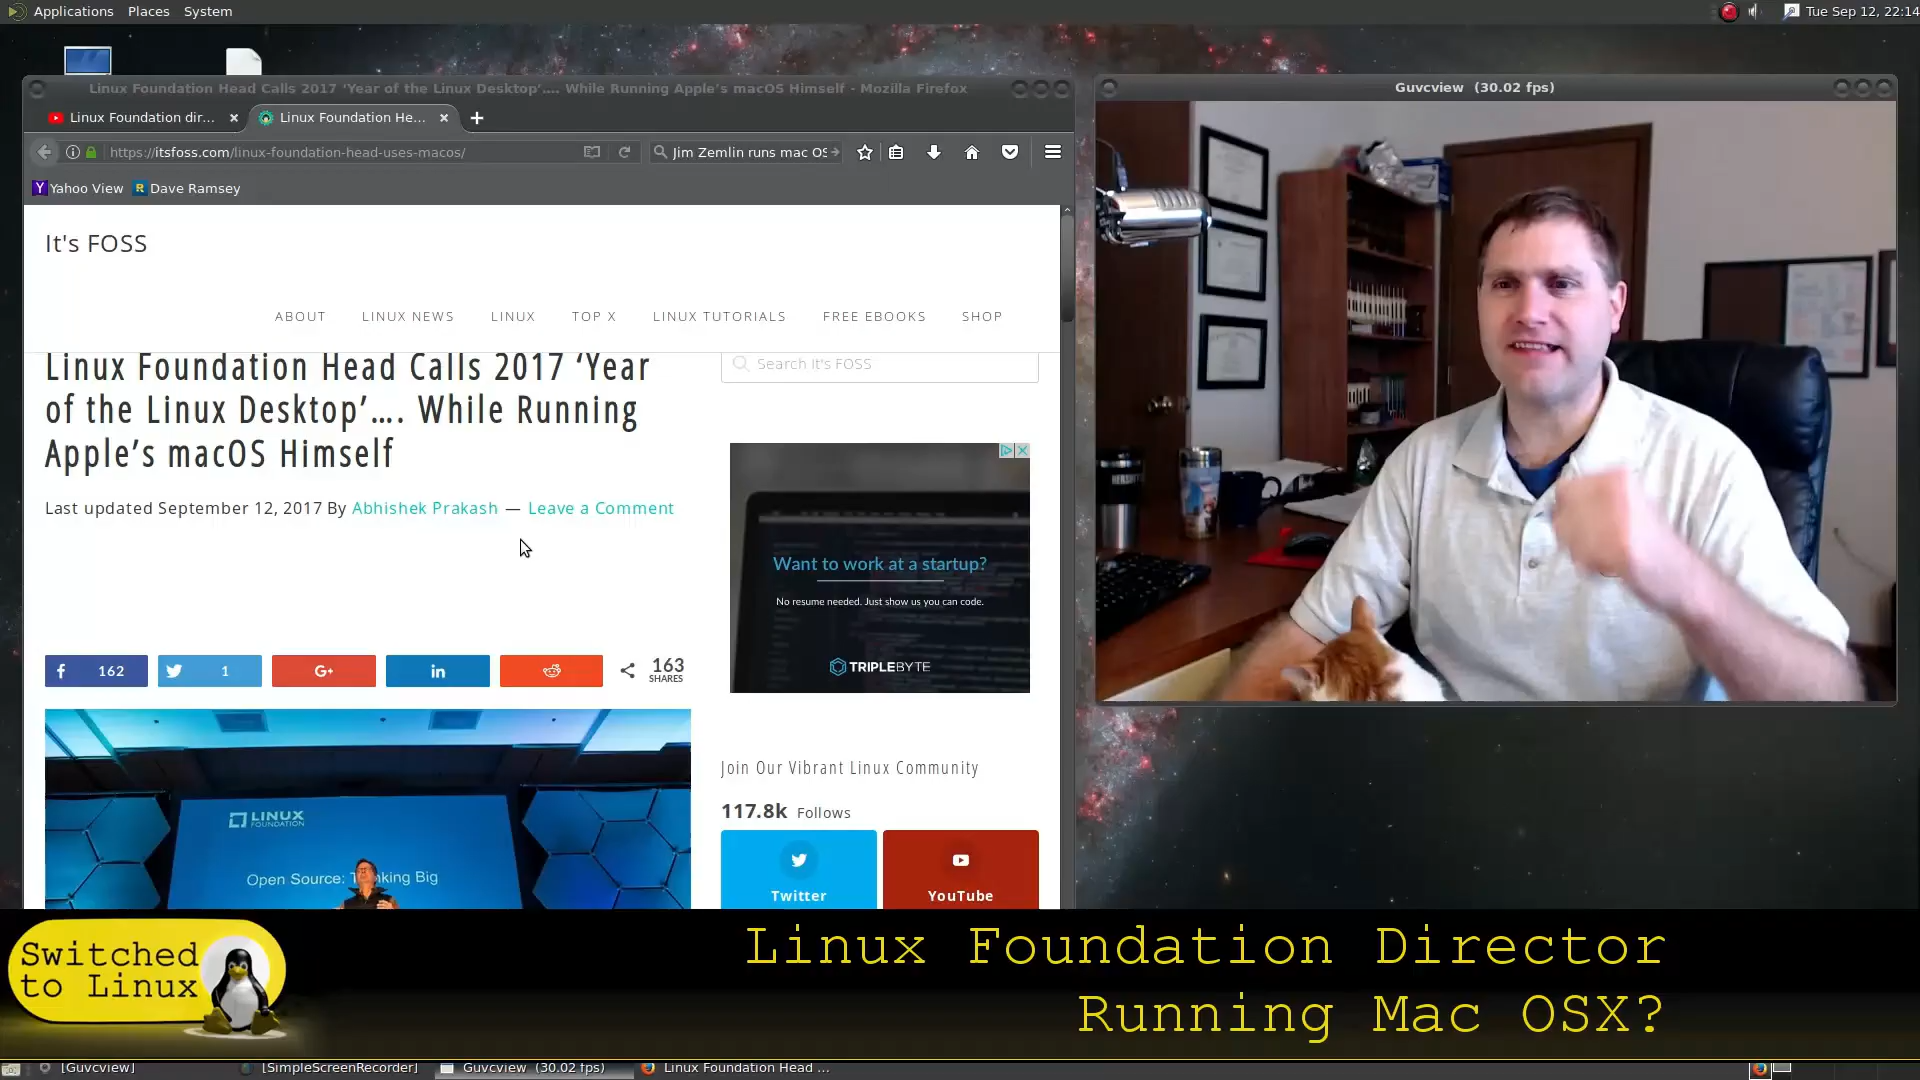 Applications Places System
Tue Sep 12, 22:14
Linux Foundation Head Calls 2017 ‘Year of the Linux Desktop’…. While Running Apple’s macOS Himself - Mozilla Firefox
Linux Foundation dir...
Linux Foundation He...
https://itsfoss.com/linux-foundation-head-uses-macos/
Jim Zemlin runs mac OS
Yahoo View
Dave Ramsey
It's FOSS
ABOUT LINUX NEWS LINUX TOP X LINUX TUTORIALS FREE EBOOKS SHOP
Linux Foundation Head Calls 2017 ‘Year
of the Linux Desktop’…. While Running
Apple’s macOS Himself
Last updated September 12, 2017 By Abhishek Prakash — Leave a Comment
162
1
G+
in
163
SHARES
LINUX
FOUNDATION
Open Source: T nking Big
Search It's FOSS
Want to work at a startup?
No resume needed. Just show us you can code.
TRIPLEBYTE
Join Our Vibrant Linux Community
117.8k Follows
Twitter
YouTube
Guvcview (30.02 fps)
Switched
to Linux
Linux Foundation Director
Running Mac OSX?
[Guvcview]
[SimpleScreenRecorder]
Guvcview (30.02 fps)
Linux Foundation Head ...